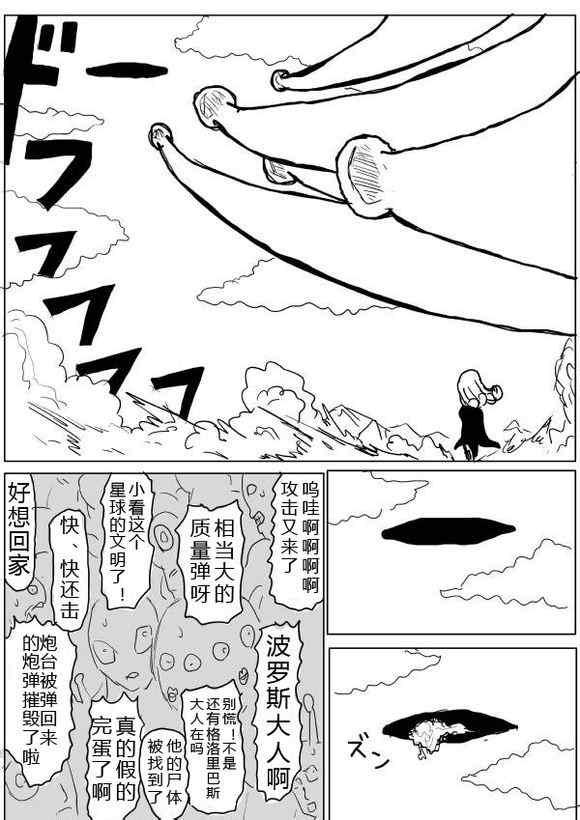 ドーフフフフ
呜哇啊啊啊啊
攻击又来了
相当大的
质量弹呀
小看这个
星球的文明了！
快、快还击
好想回家
波罗斯大人啊
别慌！不是
还有格洛里巴斯
大人在吗
他的尸体
被找到了
真的假的
完蛋了啊
炮台被弹回来
的炮弹摧毁了啦
ズン